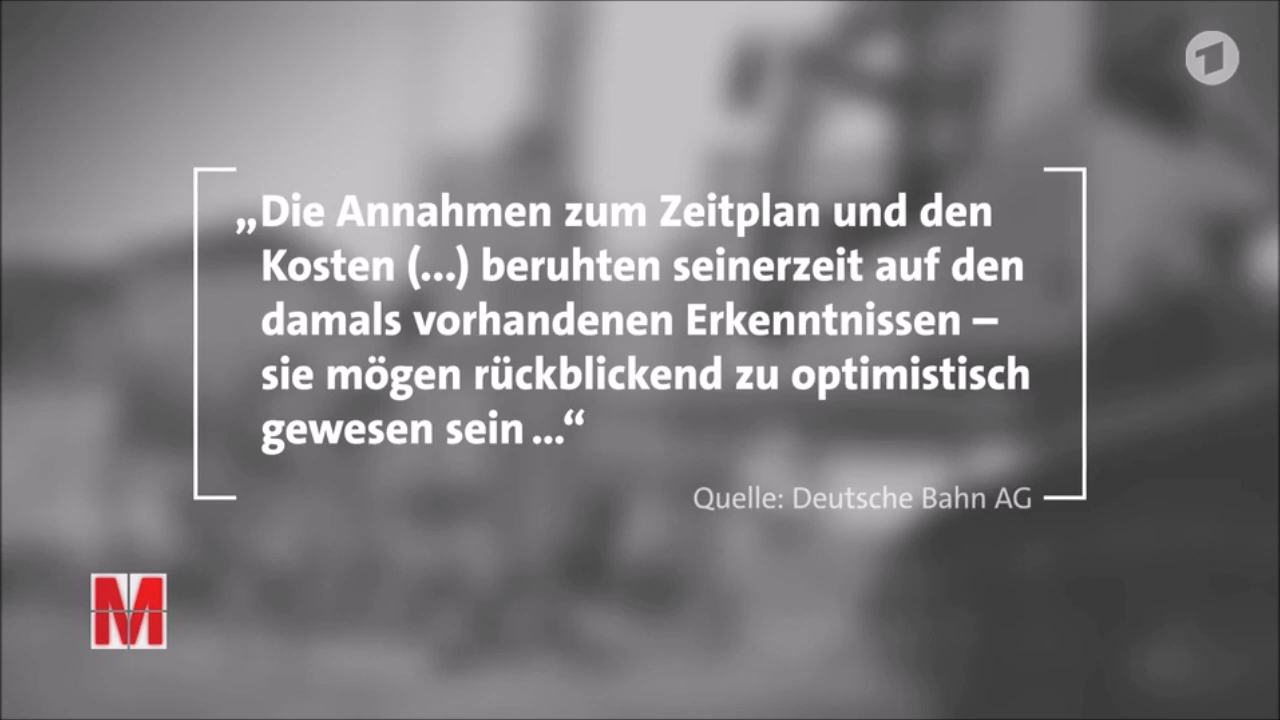 „Die Annahmen zum Zeitplan und den
Kosten (...) beruhten seinerzeit auf den
damals vorhandenen Erkenntnissen –
sie mögen rückblickend zu optimistisch
gewesen sein ...“
Quelle: Deutsche Bahn AG
M